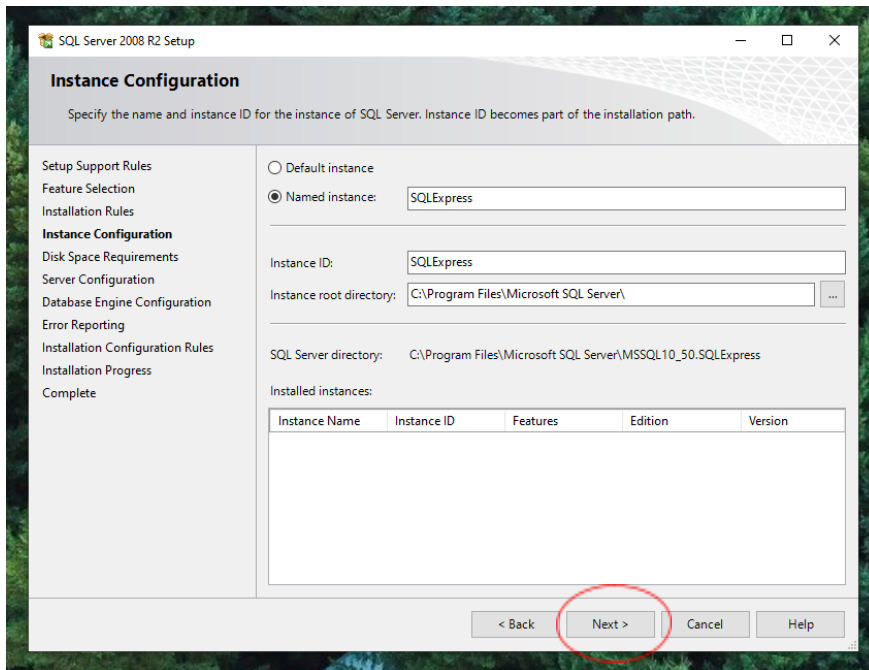 SQL Server 2008 R2 Setup
Instance Configuration
Specify the name and instance ID for the instance of SQL Server. Instance ID becomes part of the installation path.
Setup Support Rules
Feature Selection
Installation Rules
Instance Configuration
Disk Space Requirements
Server Configuration
Database Engine Configuration
Error Reporting
Installation Configuration Rules
Installation Progress
Complete
Default instance
Named instance: SQLExpress
Instance ID: SQLExpress
Instance root directory: C:\Program Files\Microsoft SQL Server\ ...
SQL Server directory: C:\Program Files\Microsoft SQL Server\MSSQL10_50.SQLExpress
Installed instances:
Instance Name Instance ID Features Edition Version
< Back Next > Cancel Help